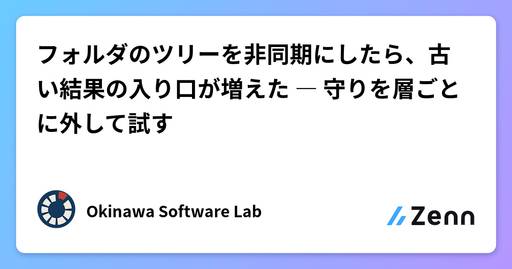 フォルダのツリーを非同期にしたら、古
い結果の入り口が増えた ― 守りを層ごと
に外して試す
Okinawa Software Lab
Zenn